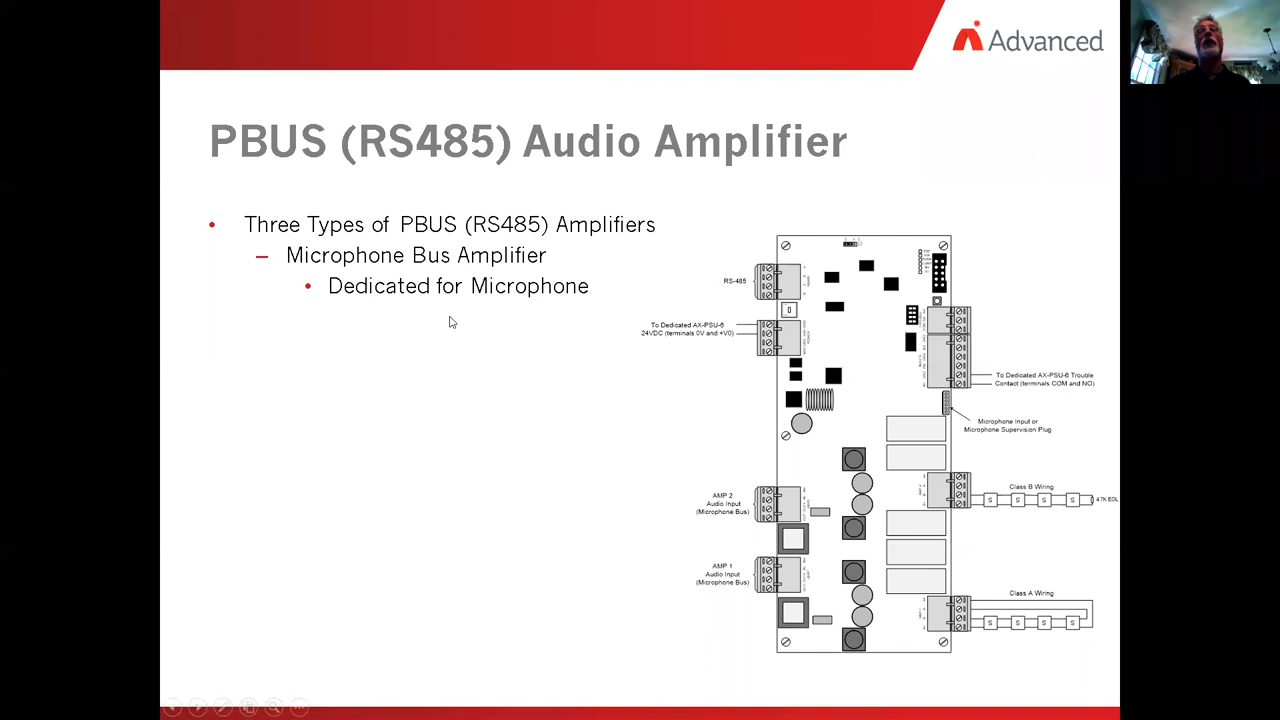 Advanced
PBUS (RS485) Audio Amplifier
• Three Types of PBUS (RS485) Amplifiers
– Microphone Bus Amplifier
• Dedicated for Microphone
RS-485
To Dedicated AX-PSU-6
24VDC (terminals 0V and +V0)
To Dedicated AX-PSU-6 Trouble
Contact (terminals COM and NO)
Microphone Input or
Microphone Supervision Plug
AMP 2
Audio Input
(Microphone Bus)
Class B Wiring
S S S S
4.7K EOL
AMP 1
Audio Input
(Microphone Bus)
Class A Wiring
S S S S